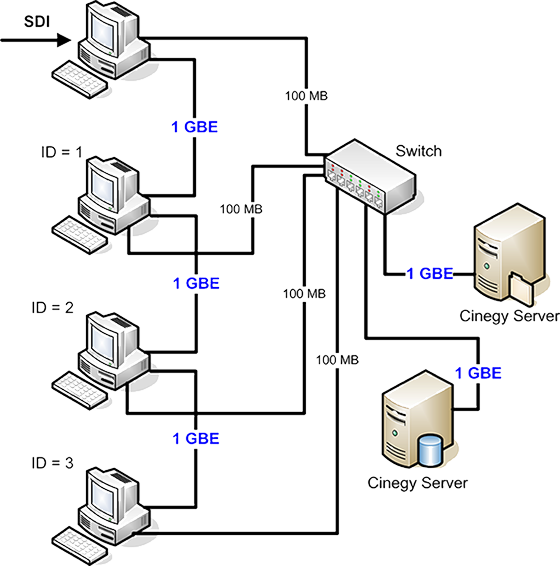 SDI
100 MB
1 GBE
ID = 1
Switch
100 MB
1 GBE
1 GBE
Cinegy Server
100 MB
ID = 2
100 MB
1 GBE
1 GBE
ID = 3
Cinegy Server